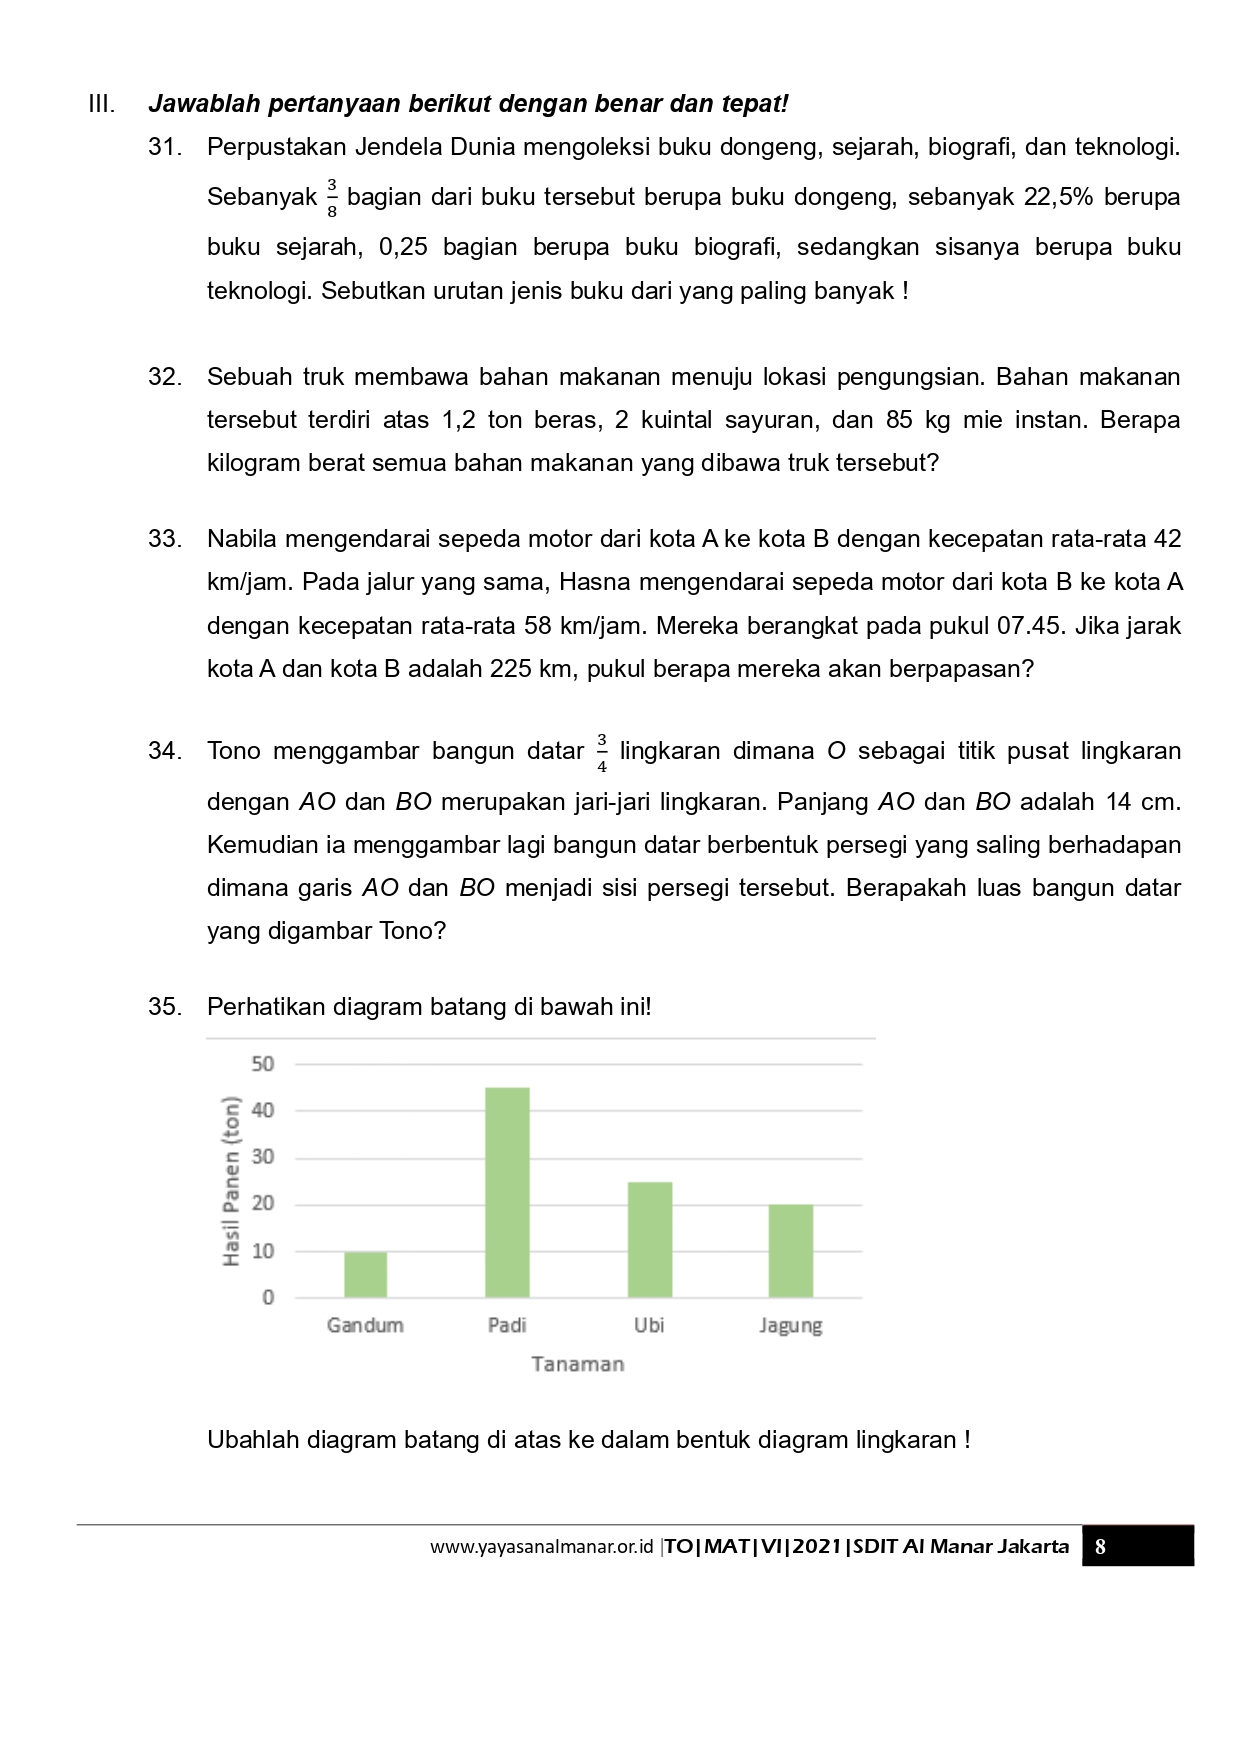 III. Jawablah pertanyaan berikut dengan benar dan tepat!
31. Perpustakan Jendela Dunia mengoleksi buku dongeng, sejarah, biografi, dan teknologi.
Sebanyak 3/8 bagian dari buku tersebut berupa buku dongeng, sebanyak 22,5% berupa
buku sejarah, 0,25 bagian berupa buku biografi, sedangkan sisanya berupa buku
teknologi. Sebutkan urutan jenis buku dari yang paling banyak !
32. Sebuah truk membawa bahan makanan menuju lokasi pengungsian. Bahan makanan
tersebut terdiri atas 1,2 ton beras, 2 kuintal sayuran, dan 85 kg mie instan. Berapa
kilogram berat semua bahan makanan yang dibawa truk tersebut?
33. Nabila mengendarai sepeda motor dari kota A ke kota B dengan kecepatan rata-rata 42
km/jam. Pada jalur yang sama, Hasna mengendarai sepeda motor dari kota B ke kota A
dengan kecepatan rata-rata 58 km/jam. Mereka berangkat pada pukul 07.45. Jika jarak
kota A dan kota B adalah 225 km, pukul berapa mereka akan berpapasan?
34. Tono menggambar bangun datar 3/4 lingkaran dimana O sebagai titik pusat lingkaran
dengan AO dan BO merupakan jari-jari lingkaran. Panjang AO dan BO adalah 14 cm.
Kemudian ia menggambar lagi bangun datar berbentuk persegi yang saling berhadapan
dimana garis AO dan BO menjadi sisi persegi tersebut. Berapakah luas bangun datar
yang digambar Tono?
35. Perhatikan diagram batang di bawah ini!
Hasil Panen (ton)
50
40
30
20
10
0
Gandum Padi Ubi Jagung
Tanaman
Ubahlah diagram batang di atas ke dalam bentuk diagram lingkaran !
www.yayasanalmanar.or.id |TO|MAT|VI|2021|SDIT Al Manar Jakarta 8